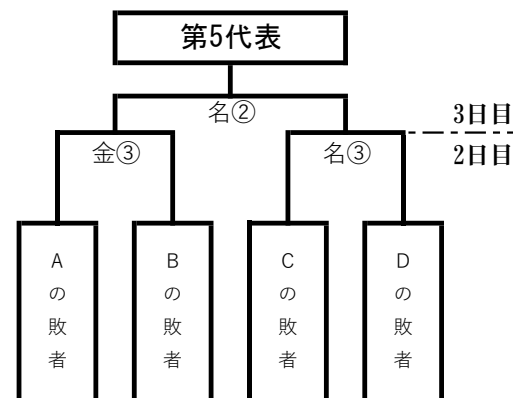 第5代表
名②
3日目
金③
名③
2日目
Aの敗者
Bの敗者
Cの敗者
Dの敗者